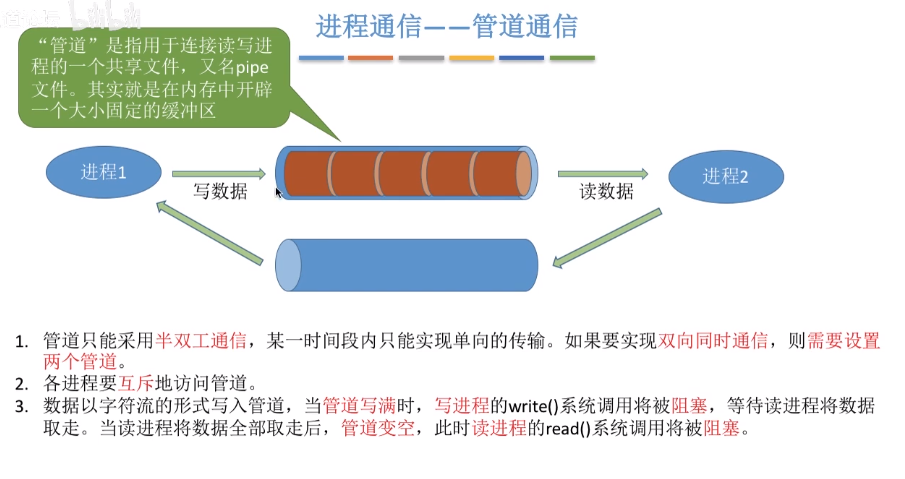 进程通信——管道通信
“管道”是指用于连接读写进
程的一个共享文件，又名pipe
文件。其实就是在内存中开辟
一个大小固定的缓冲区
进程1
写数据
读数据
进程2
1. 管道只能采用半双工通信，某一时间段内只能实现单向的传输。如果要实现双向同时通信，则需要设置
两个管道。
2. 各进程要互斥地访问管道。
3. 数据以字符流的形式写入管道，当管道写满时，写进程的write()系统调用将被阻塞，等待读进程将数据
取走。当读进程将数据全部取走后，管道变空，此时读进程的read()系统调用将被阻塞。